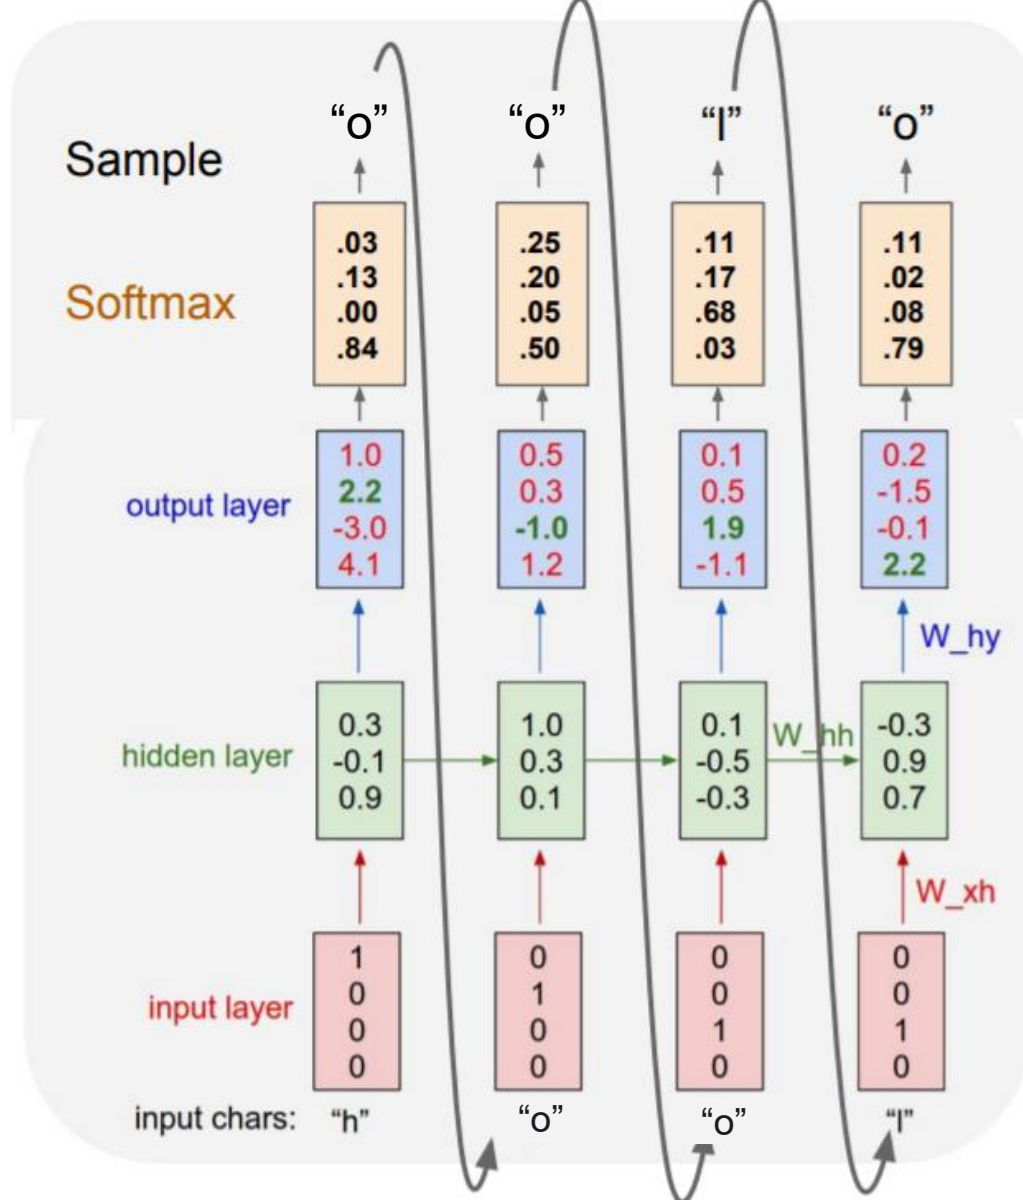 “o” “o” “l” “o”
Sample
.03 .25 .11 .11
.13 .20 .17 .02
Softmax .00 .05 .68 .08
.84 .50 .03 .79
1.0 0.5 0.1 0.2
2.2 0.3 0.5 -1.5
output layer -3.0 -1.0 1.9 -0.1
4.1 1.2 -1.1 2.2
W_hy
0.3 1.0 0.1 W_hh -0.3
hidden layer -0.1 0.3 -0.5 0.9
0.9 0.1 -0.3 0.7
W_xh
1 0 0 0
0 1 0 0
input layer 0 0 1 1
0 0 0 0
input chars: “h” “o” “o” “l”